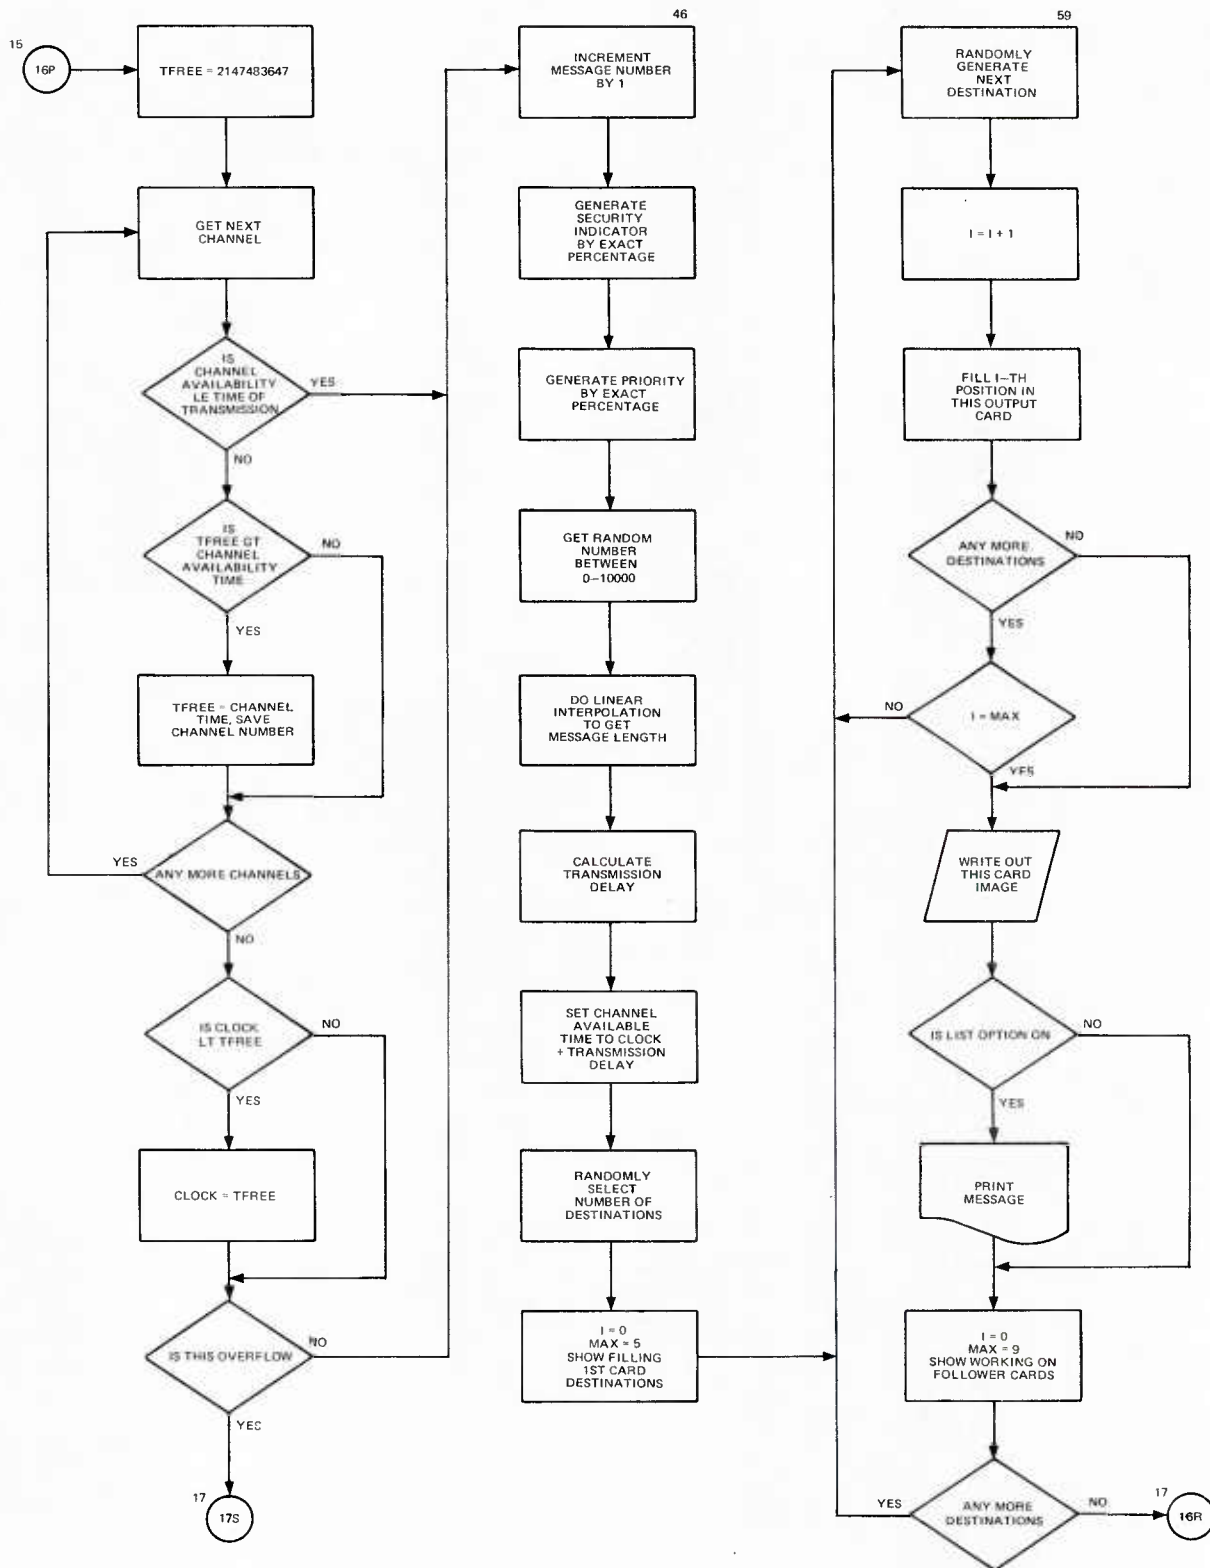 15
16P
TFREE = 2147483647
GET NEXT
CHANNEL
IS
CHANNEL
AVAILABILITY
LE TIME OF
TRANSMISSION
YES
NO
IS
TFREE GT
CHANNEL
AVAILABILITY
TIME
NO
YES
TFREE = CHANNEL
TIME, SAVE
CHANNEL NUMBER
YES
ANY MORE CHANNELS
NO
IS CLOCK
LT TFREE
NO
YES
CLOCK = TFREE
IS THIS OVERFLOW
NO
YES
17
17S
46
INCREMENT
MESSAGE NUMBER
BY 1
GENERATE
SECURITY
INDICATOR
BY EXACT
PERCENTAGE
GENERATE PRIORITY
BY EXACT
PERCENTAGE
GET RANDOM
NUMBER
BETWEEN
0–10000
DO LINEAR
INTERPOLATION
TO GET
MESSAGE LENGTH
CALCULATE
TRANSMISSION
DELAY
SET CHANNEL
AVAILABLE
TIME TO CLOCK
+ TRANSMISSION
DELAY
RANDOMLY
SELECT
NUMBER OF
DESTINATIONS
I = 0
MAX = 5
SHOW FILLING
1ST CARD
DESTINATIONS
59
RANDOMLY
GENERATE
NEXT
DESTINATION
I = I + 1
FILL I–TH
POSITION IN
THIS OUTPUT
CARD
ANY MORE
DESTINATIONS
NO
YES
NO
I = MAX
YES
WRITE OUT
THIS CARD
IMAGE
IS LIST OPTION ON
NO
YES
PRINT
MESSAGE
I = 0
MAX = 9
SHOW WORKING ON
FOLLOWER CARDS
YES
ANY MORE
DESTINATIONS
NO
17
16R